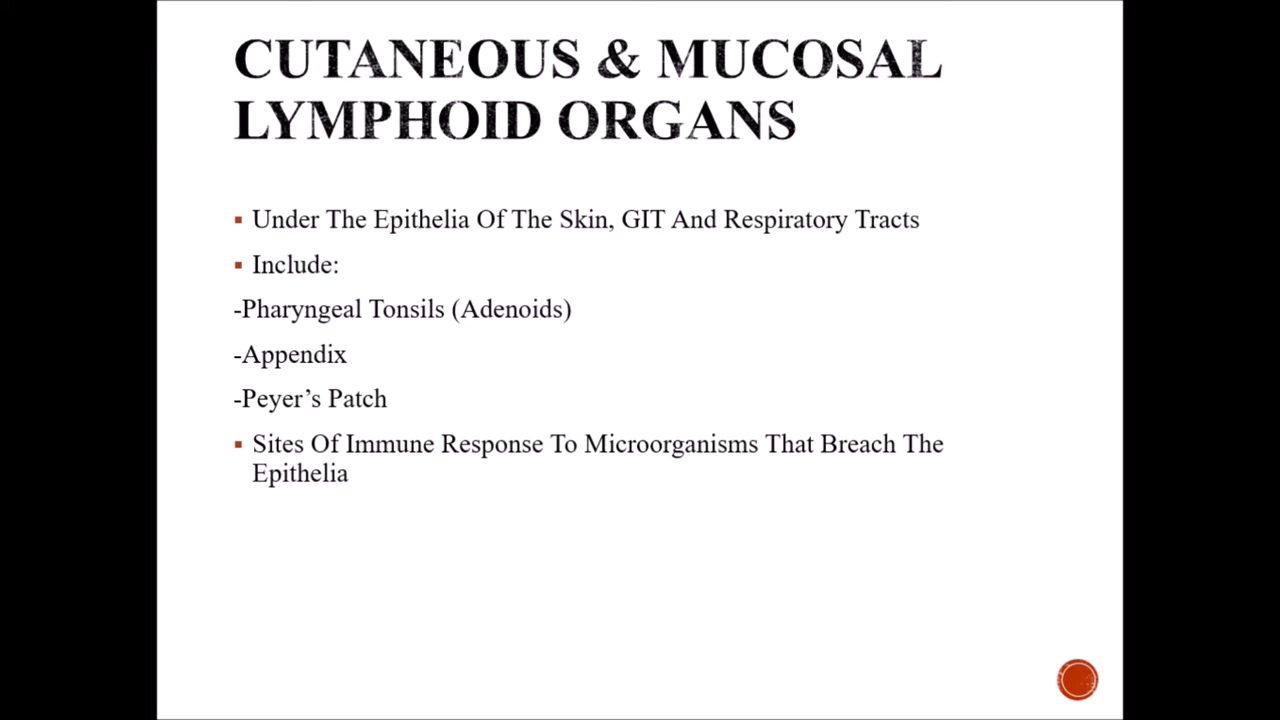 CUTANEOUS & MUCOSAL
LYMPHOID ORGANS
▪ Under The Epithelia Of The Skin, GIT And Respiratory Tracts
▪ Include:
-Pharyngeal Tonsils (Adenoids)
-Appendix
-Peyer’s Patch
▪ Sites Of Immune Response To Microorganisms That Breach The
Epithelia